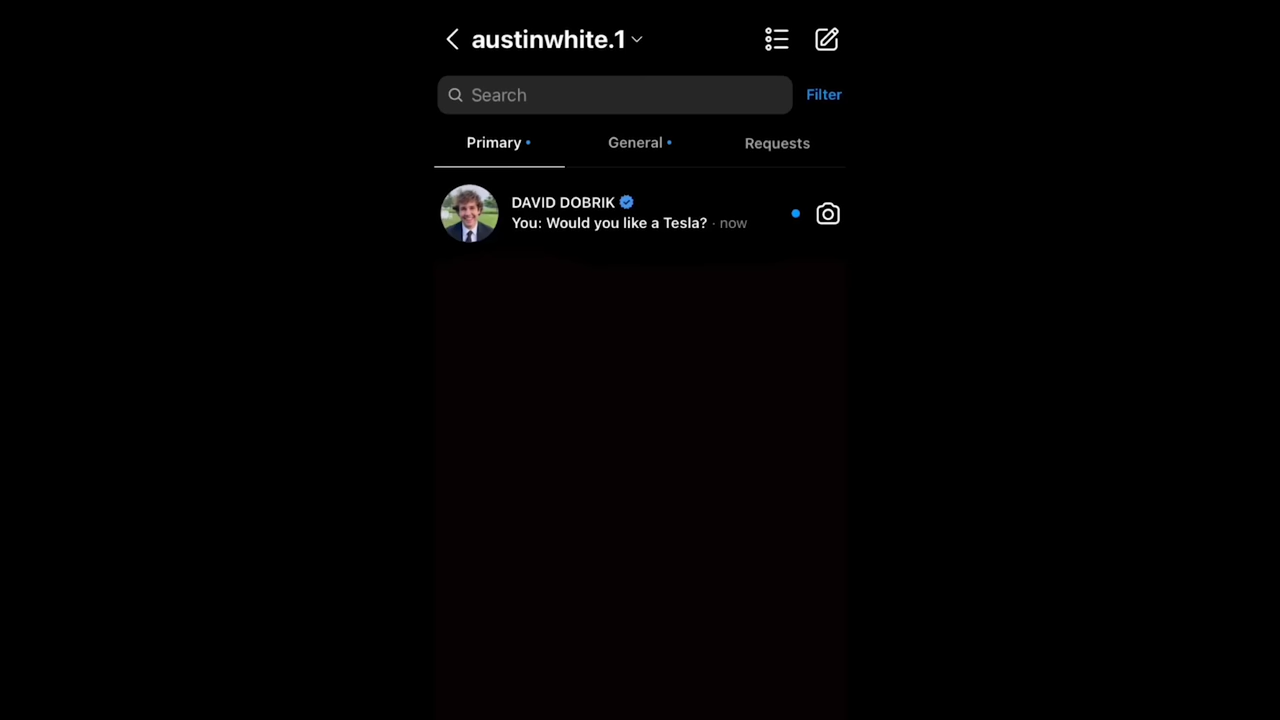 austinwhite.1
Search
Filter
Primary
General
Requests
DAVID DOBRIK
You: Would you like a Tesla? · now